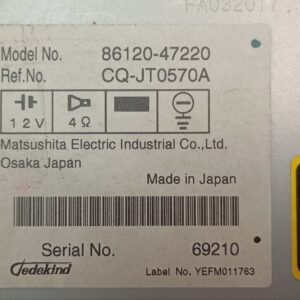 FA032017
Model No. 86120-47220
Ref.No. CQ-JT0570A
12V 4Ω
Matsushita Electric Industrial Co.,Ltd.
Osaka Japan
Made in Japan
Serial No. 69210
Jedekind Label No. YEFM011763